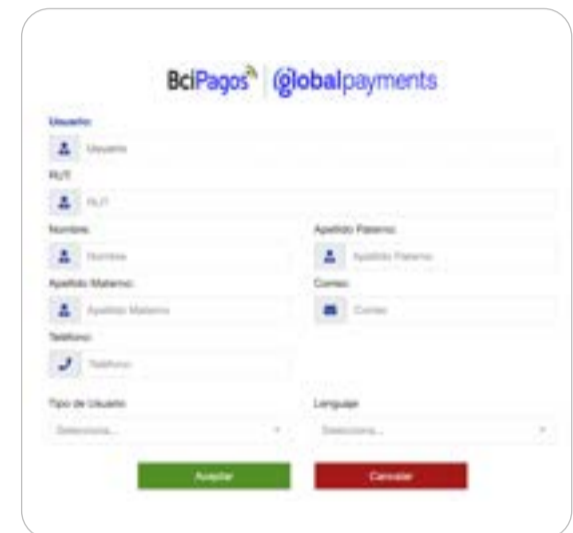 BciPagos globalpayments
Usuario:
Usuario
RUT:
RUT
Nombre: Apellido Paterno:
Nombre Apellido Paterno
Apellido Materno: Correo:
Apellido Materno Correo
Teléfono:
Teléfono
Tipo de Usuario Lenguaje
Selecciona... Selecciona...
Aceptar Cancelar